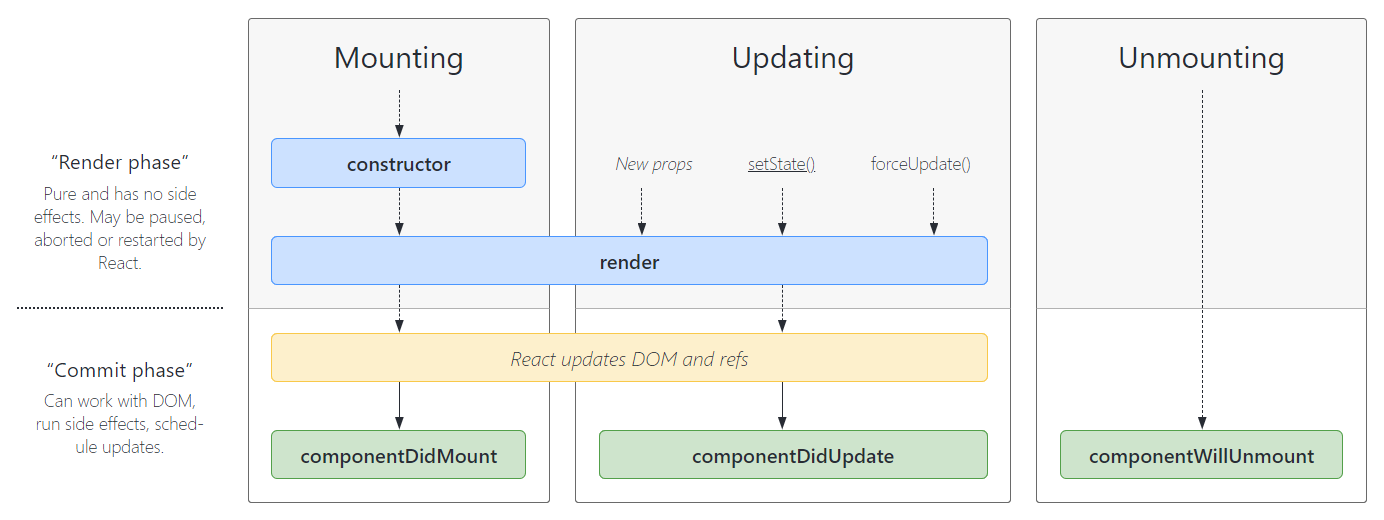 Mounting
Updating
Unmounting
“Render phase”
Pure and has no side
effects. May be paused,
aborted or restarted by
React.
constructor
New props
setState()
forceUpdate()
render
“Commit phase”
Can work with DOM,
run side effects, sched-
ule updates.
React updates DOM and refs
componentDidMount
componentDidUpdate
componentWillUnmount